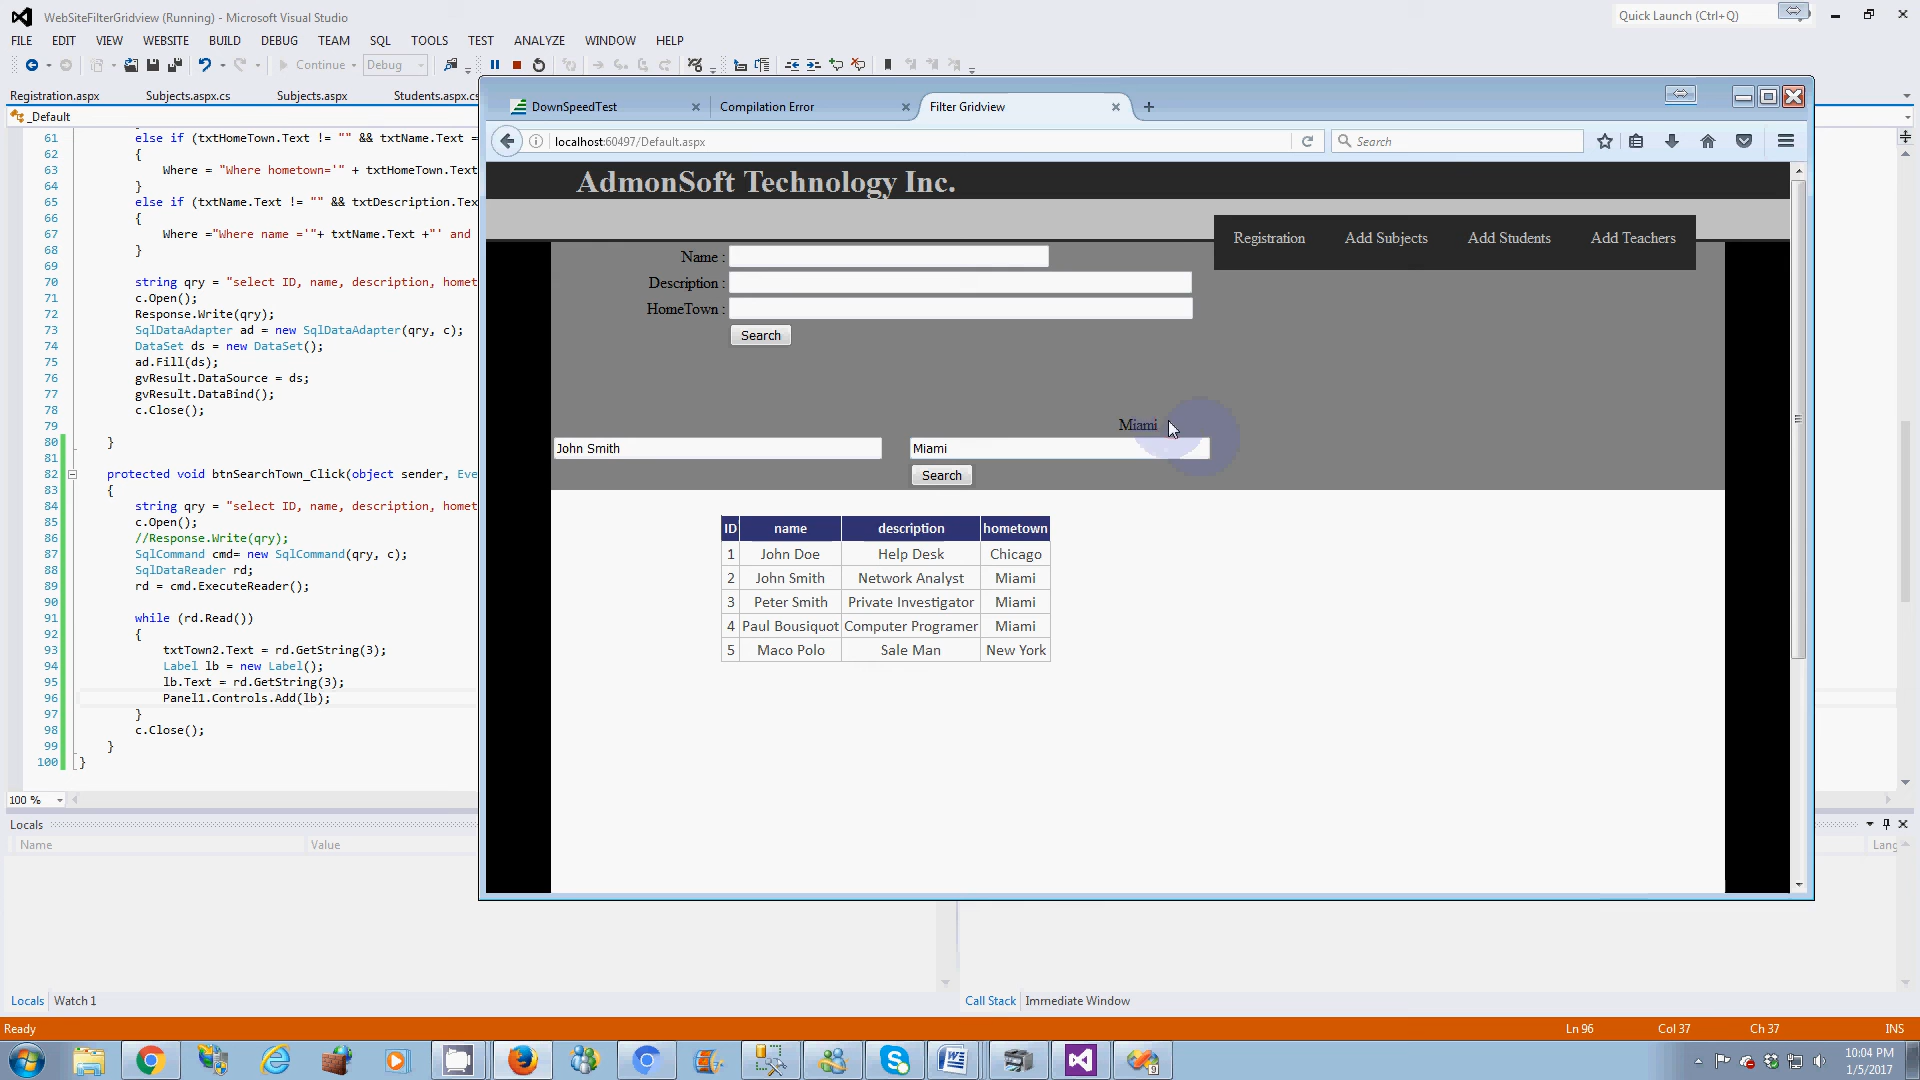 WebSiteFilterGridview (Running) - Microsoft Visual Studio
Quick Launch (Ctrl+Q)
FILE EDIT VIEW WEBSITE BUILD DEBUG TEAM SQL TOOLS TEST ANALYZE WINDOW HELP
Continue Debug
Registration.aspx Subjects.aspx.cs Subjects.aspx Students.aspx.cs
_Default
61 else if (txtHomeTown.Text != "" && txtName.Text =
62 {
63 Where = "Where hometown='" + txtHomeTown.Text
64 }
65 else if (txtName.Text != "" && txtDescription.Tex
66 {
67 Where ="Where name ='"+ txtName.Text +"' and
68 }
69
70 string qry = "select ID, name, description, homet
71 c.Open();
72 Response.Write(qry);
73 SqlDataAdapter ad = new SqlDataAdapter(qry, c);
74 DataSet ds = new DataSet();
75 ad.Fill(ds);
76 gvResult.DataSource = ds;
77 gvResult.DataBind();
78 c.Close();
79
80 }
81
82 protected void btnSearchTown_Click(object sender, Eve
83 {
84 string qry = "select ID, name, description, homet
85 c.Open();
86 //Response.Write(qry);
87 SqlCommand cmd= new SqlCommand(qry, c);
88 SqlDataReader rd;
89 rd = cmd.ExecuteReader();
90
91 while (rd.Read())
92 {
93 txtTown2.Text = rd.GetString(3);
94 Label lb = new Label();
95 lb.Text = rd.GetString(3);
96 Panel1.Controls.Add(lb);
97 }
98 c.Close();
99 }
100 }
100 %
Locals
Name Value
Lang
Locals Watch 1
Call Stack Immediate Window
Ready
Ln 96 Col 37 Ch 37 INS
DownSpeedTest Compilation Error Filter Gridview
localhost:60497/Default.aspx
Search
AdmonSoft Technology Inc.
Registration Add Subjects Add Students Add Teachers
Name :
Description :
HomeTown :
Search
Miami
John Smith Miami
Search
ID name description hometown
1 John Doe Help Desk Chicago
2 John Smith Network Analyst Miami
3 Peter Smith Private Investigator Miami
4 Paul Bousiquot Computer Programer Miami
5 Maco Polo Sale Man New York
9
10:04 PM
1/5/2017